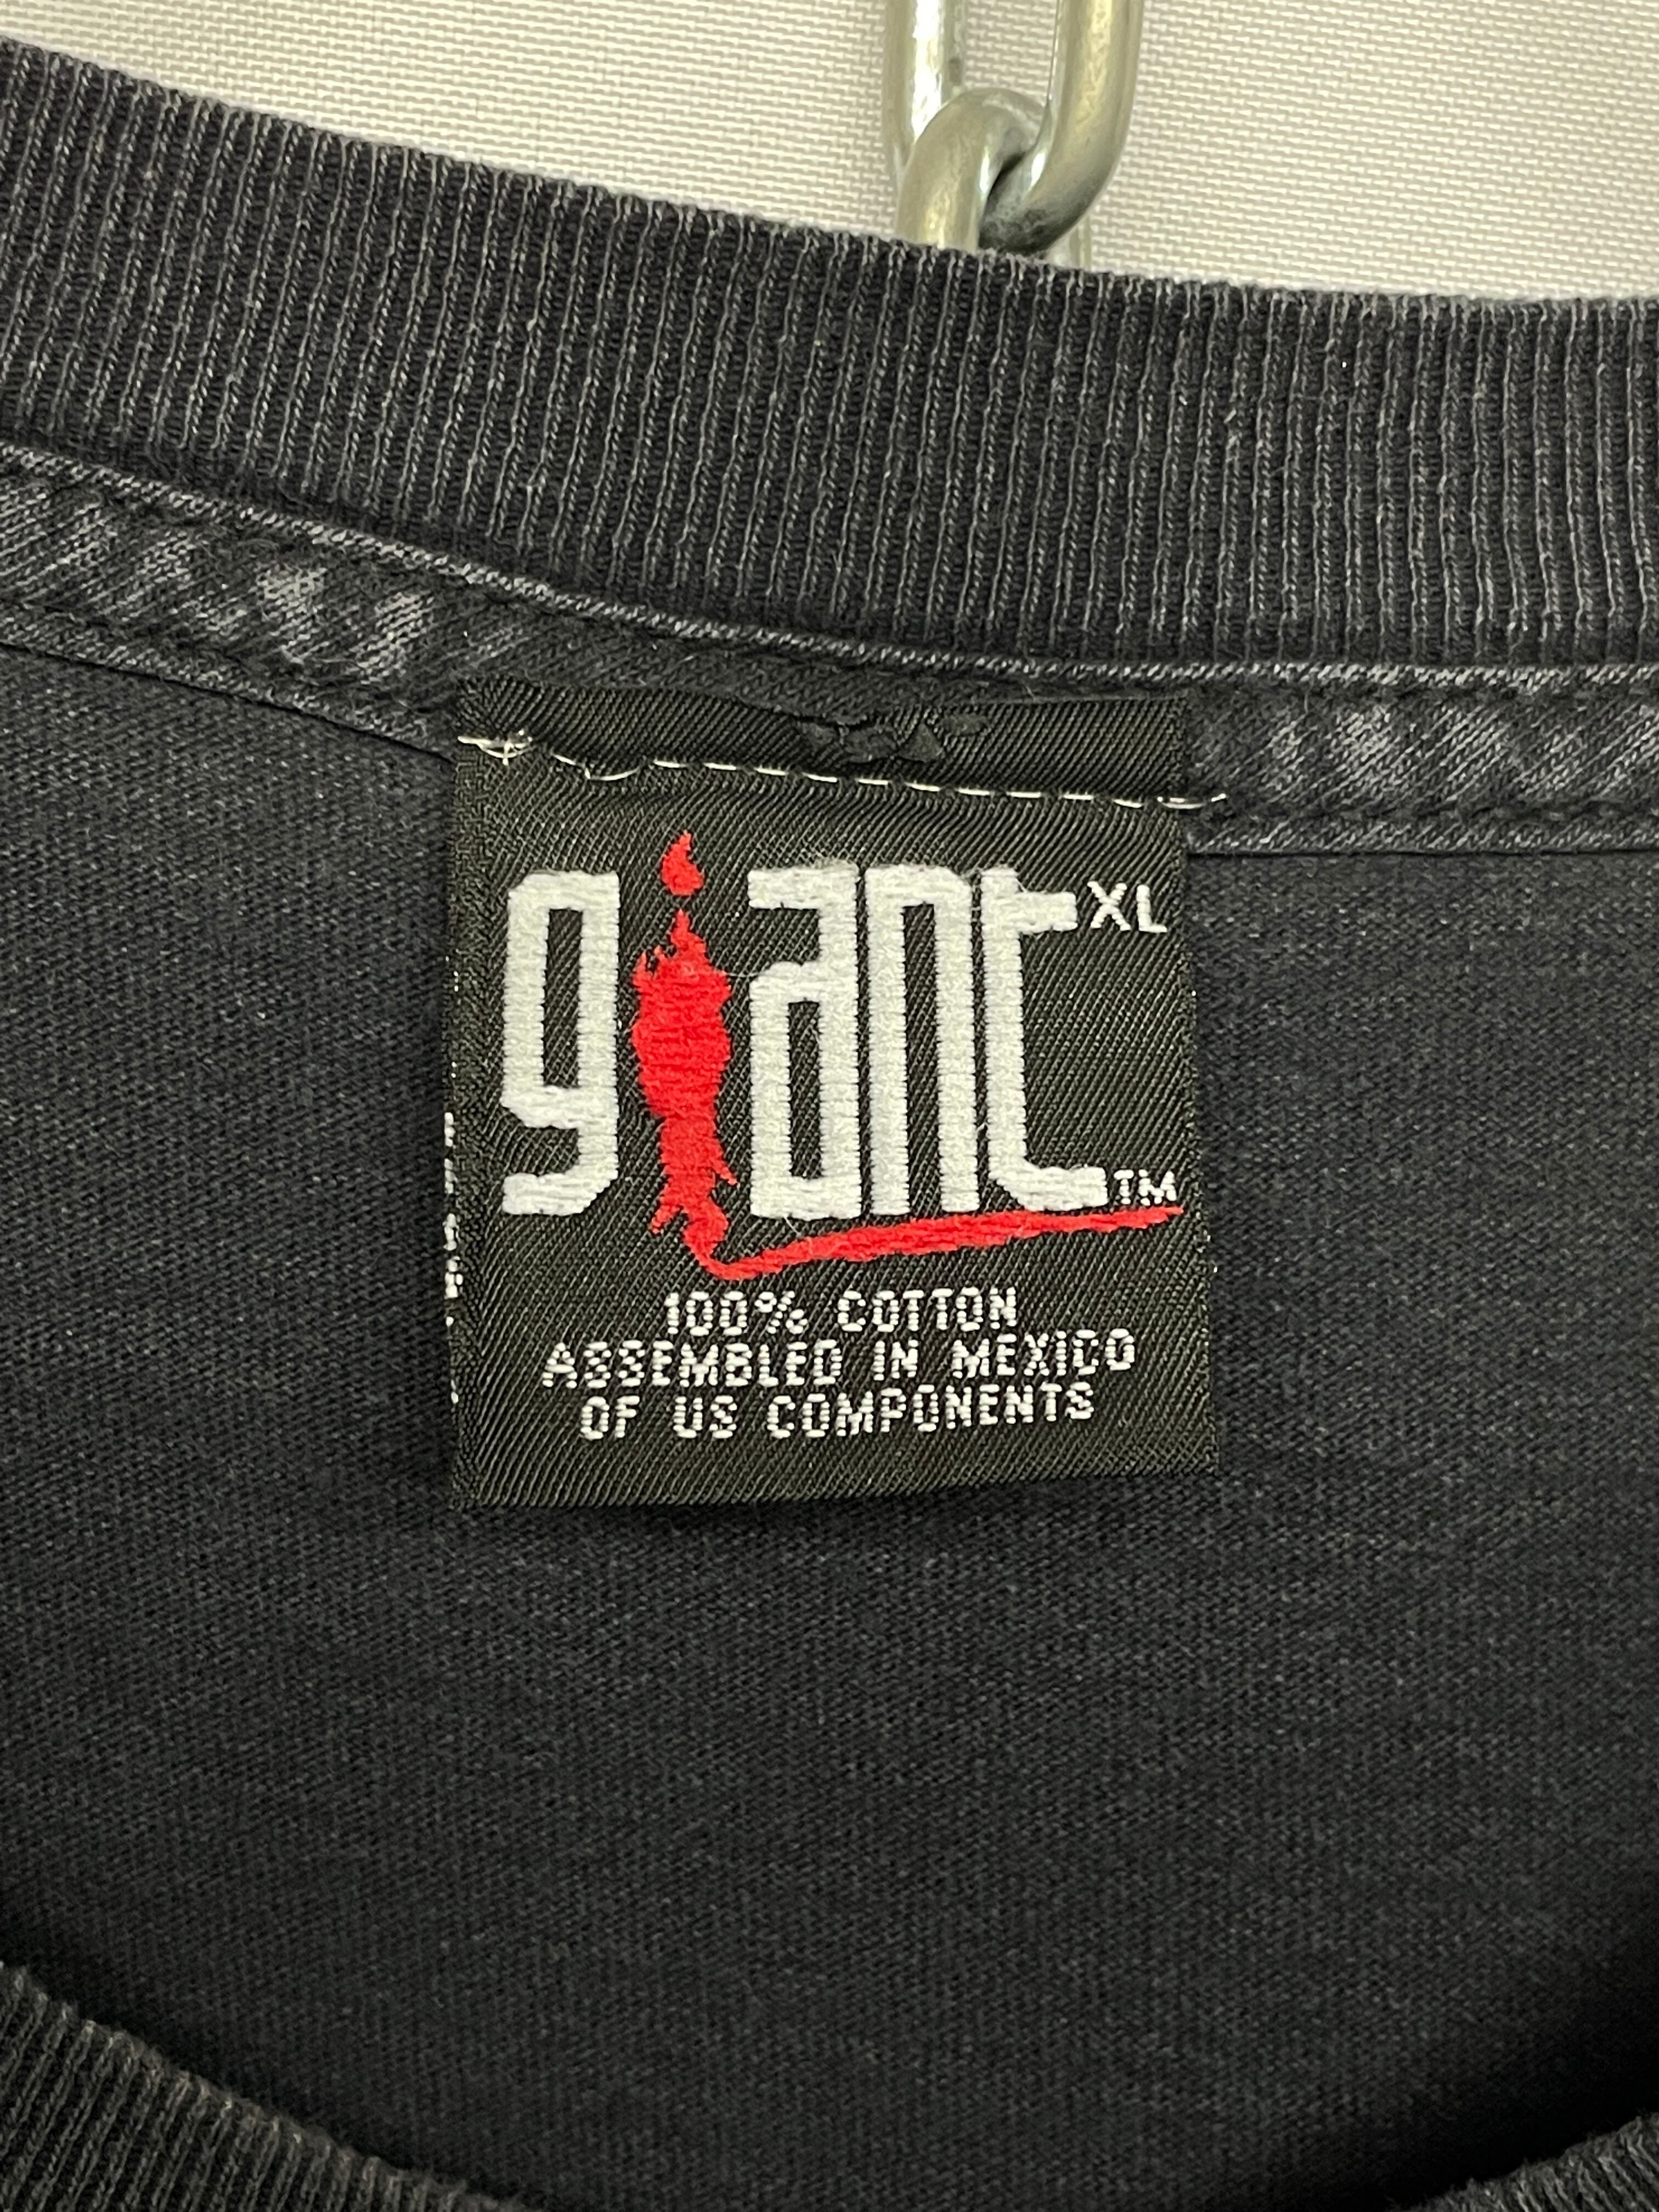 giant XL
TM
100% COTTON
ASSEMBLED IN MEXICO
OF US COMPONENTS